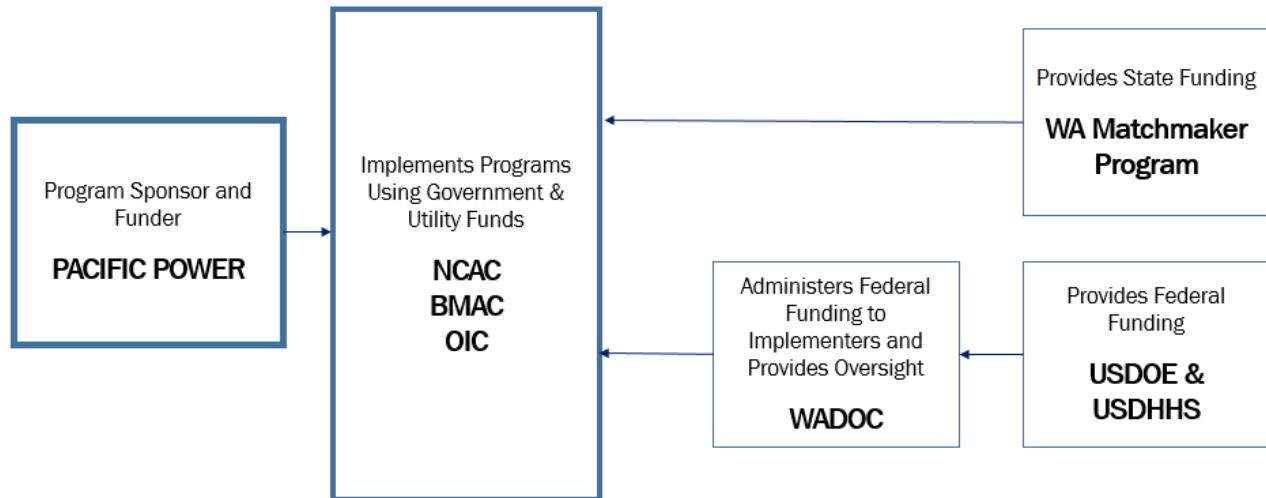 Program Sponsor and
Funder
PACIFIC POWER
Implements Programs
Using Government &
Utility Funds
NCAC
BMAC
OIC
Provides State Funding
WA Matchmaker
Program
Administers Federal
Funding to
Implementers and
Provides Oversight
WADOC
Provides Federal
Funding
USDOE &
USDHHS